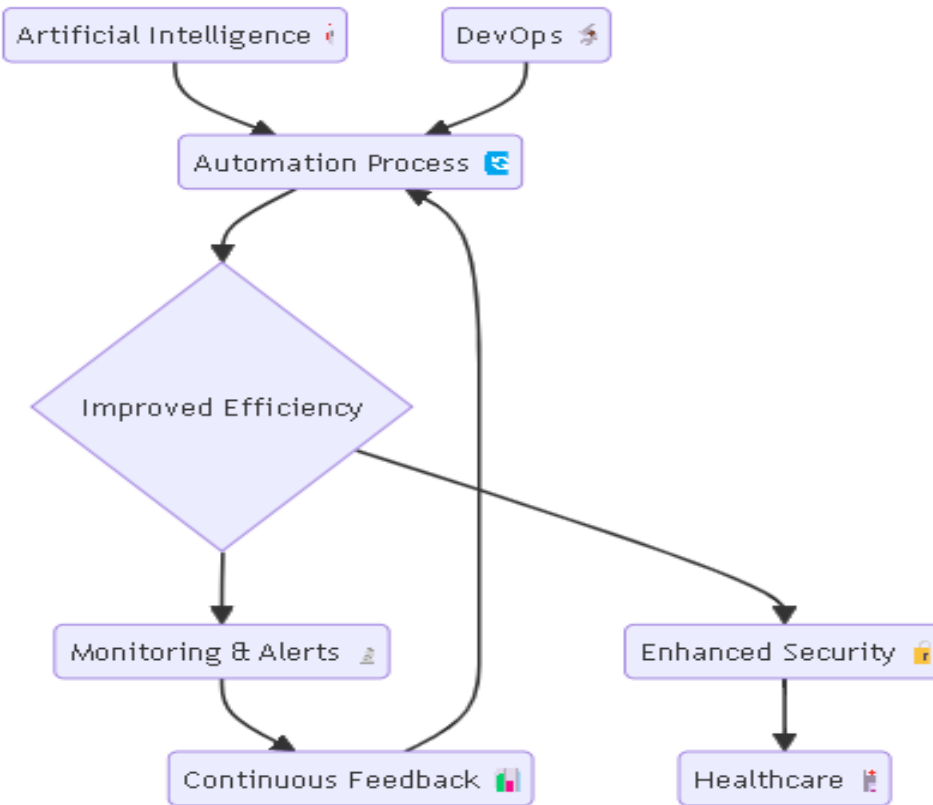 Artificial Intelligence
DevOps
Automation Process
Improved Efficiency
Monitoring & Alerts
Enhanced Security
Continuous Feedback
Healthcare